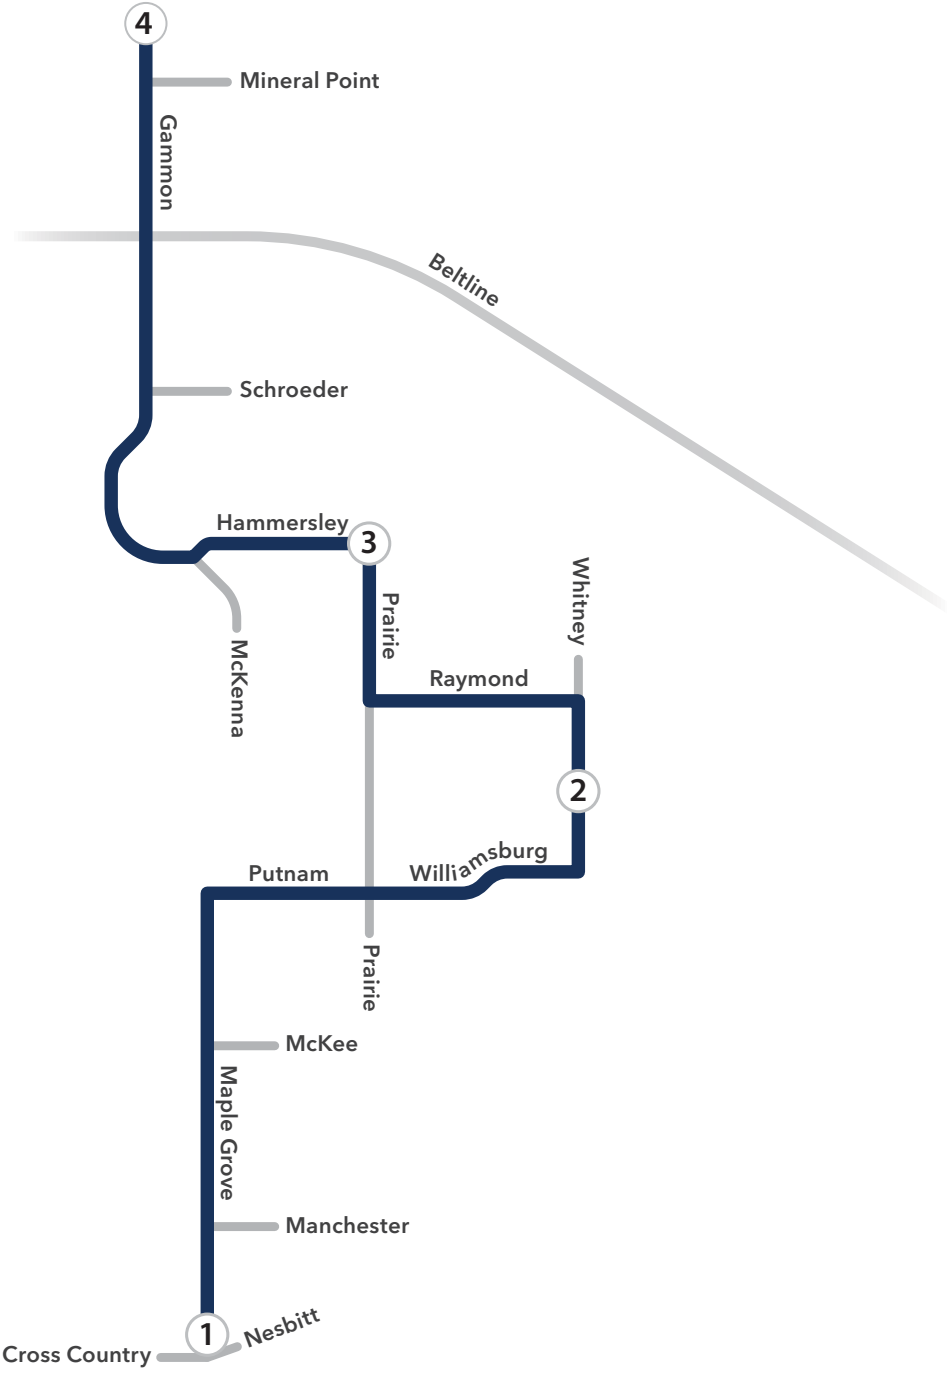 4
Mineral Point
Gammon
Beltline
Schroeder
Hammersley
3
Prairie
Whitney
McKenna
Raymond
2
Williamsburg
Putnam
Prairie
McKee
Maple Grove
Manchester
1
Nesbitt
Cross Country